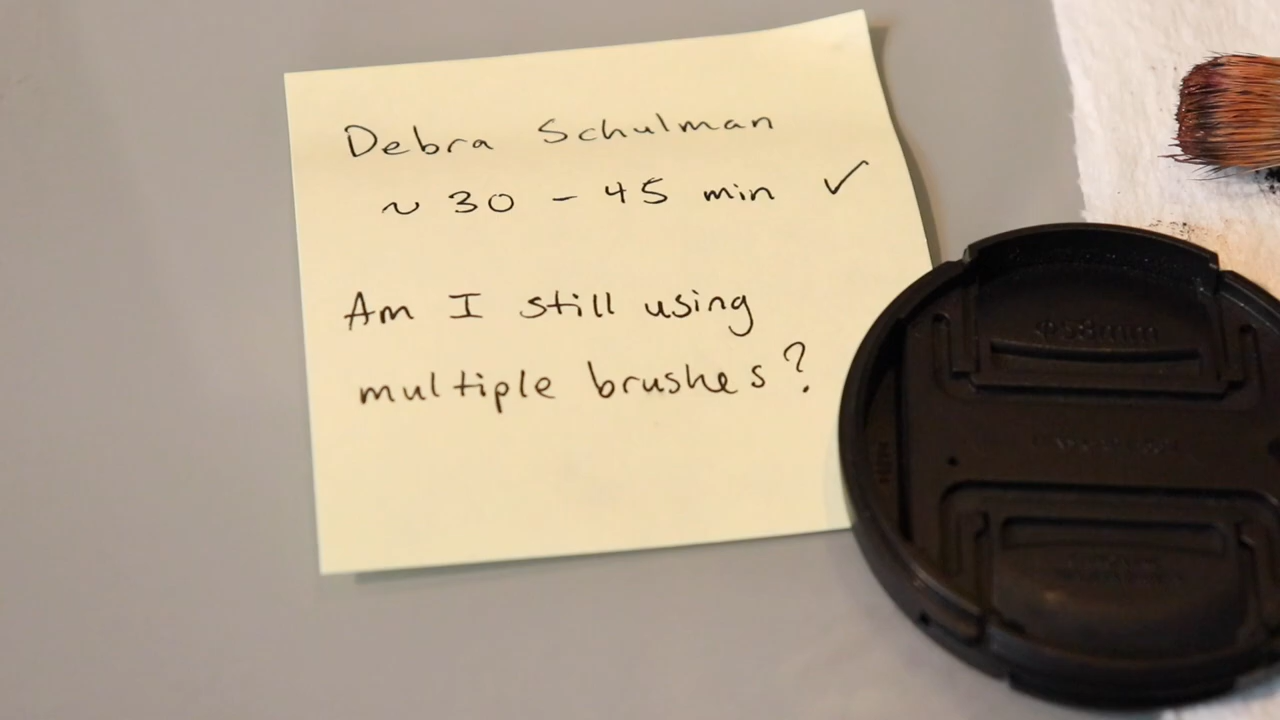 Debra Schulman
~ 30 - 45 min ✓
Am I still using
multiple brushes?